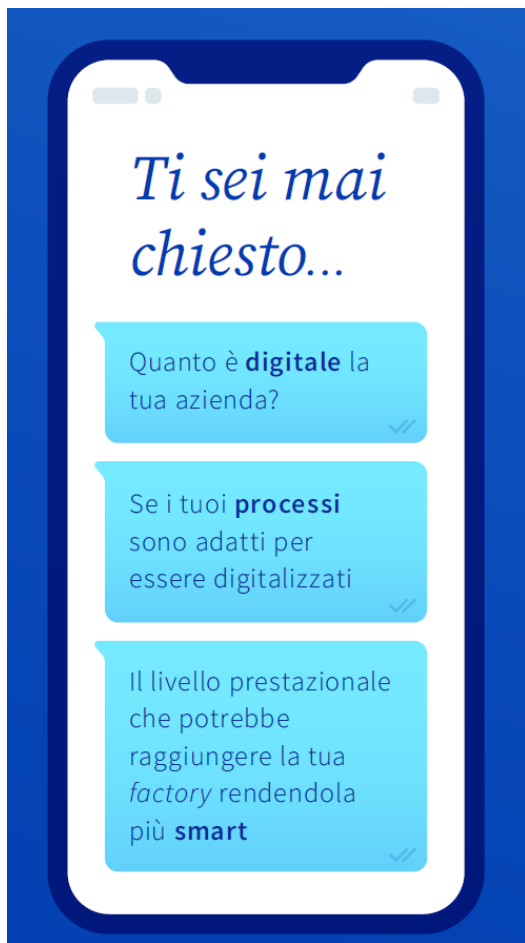 Ti sei mai
chiesto...
Quanto è digitale la
tua azienda?
Se i tuoi processi
sono adatti per
essere digitalizzati
Il livello prestazionale
che potrebbe
raggiungere la tua
factory rendendola
più smart